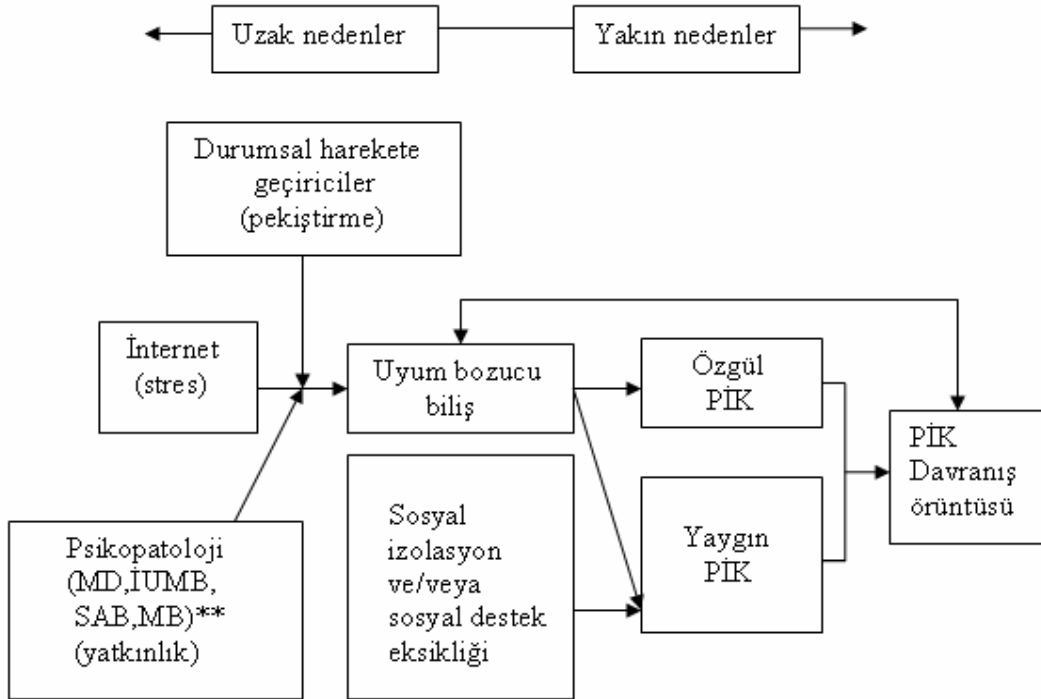 Uzak nedenler
Yakın nedenler
Durumsal harekete
geçiriciler
(pekiştirme)
İnternet
(stres)
Uyum bozucu
biliş
Özgül
PİK
PİK
Davranış
örüntüsü
Psikopatoloji
(MD,İUMB,
SAB,MB)**
(yatkınlık)
Sosyal
izolasyon
ve/veya
sosyal destek
eksikliği
Yaygın
PİK